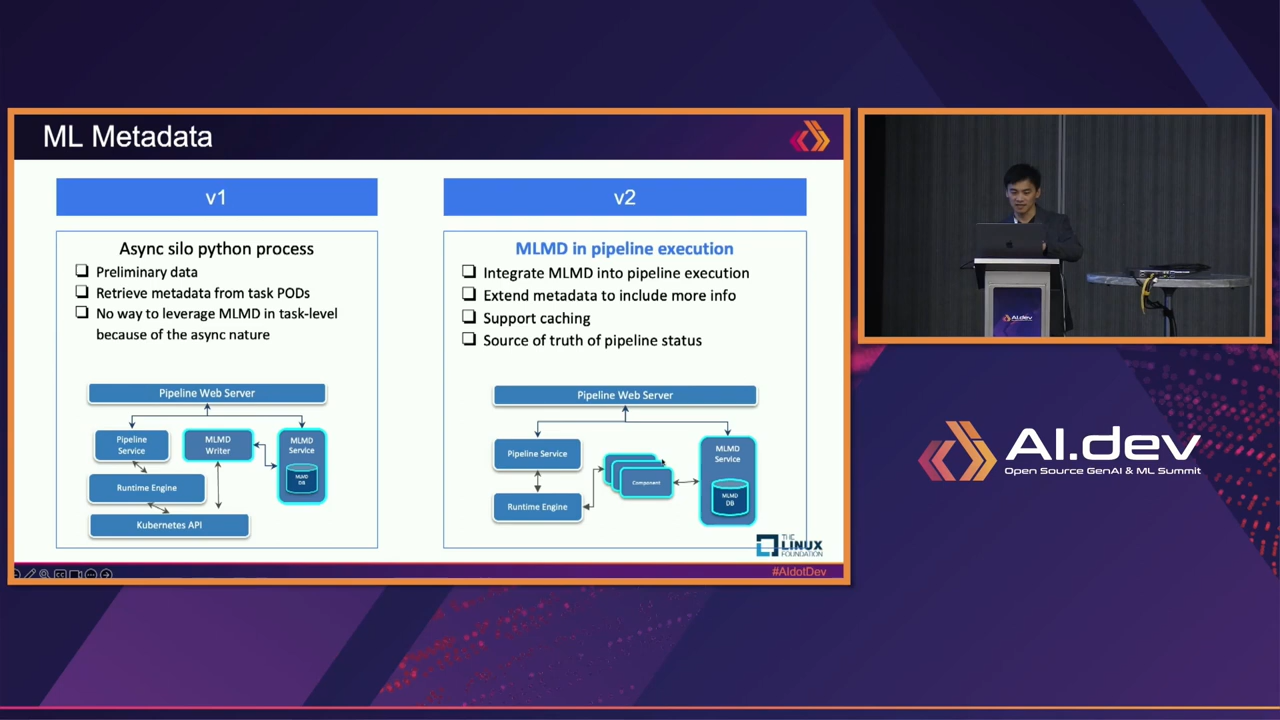 ML Metadata
v1
Async silo python process
Preliminary data
Retrieve metadata from task PODs
No way to leverage MLMD in task-level
because of the async nature
Pipeline Web Server
Pipeline
Service
MLMD
Writer
MLMD
Service
MLMD
DB
Runtime Engine
Kubernetes API
v2
MLMD in pipeline execution
Integrate MLMD into pipeline execution
Extend metadata to include more info
Support caching
Source of truth of pipeline status
Pipeline Web Server
Pipeline Service
Runtime Engine
Component
MLMD
Service
MLMD
DB
THE
LINUX
FOUNDATION
#AIdotDev
AI.dev
AI.dev
Open Source GenAI & ML Summit